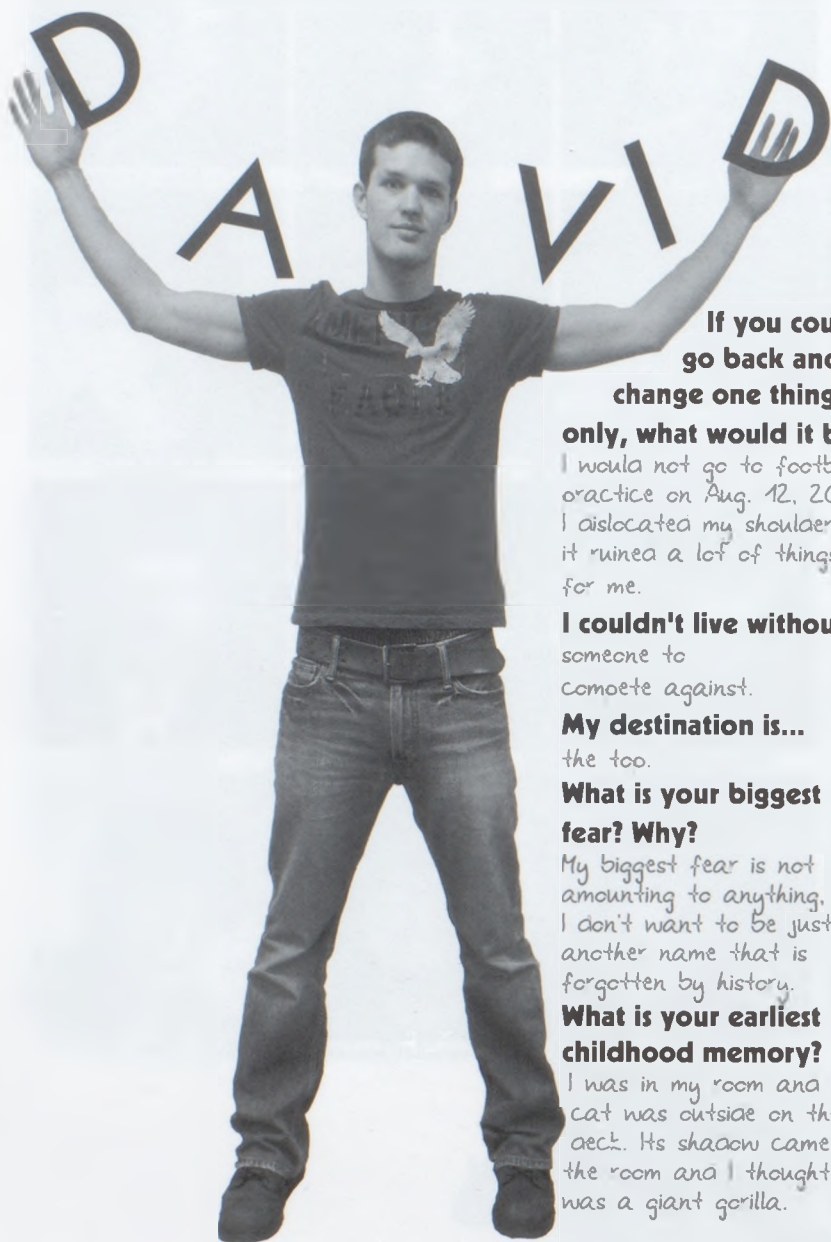 D A V I D
If you cou
go back and
change one thing
only, what would it b
I would not go to footb
practice on Aug. 12, 20
I dislocated my shoulder
it ruined a lot of things
for me.
I couldn't live withou
someone to
compete against.
My destination is...
the top.
What is your biggest
fear? Why?
My biggest fear is not
amounting to anything.
I don't want to be just
another name that is
forgotten by history.
What is your earliest
childhood memory?
I was in my room and
cat was outside on th
deck. Its shadow came
the room and I thought
was a giant gorilla.